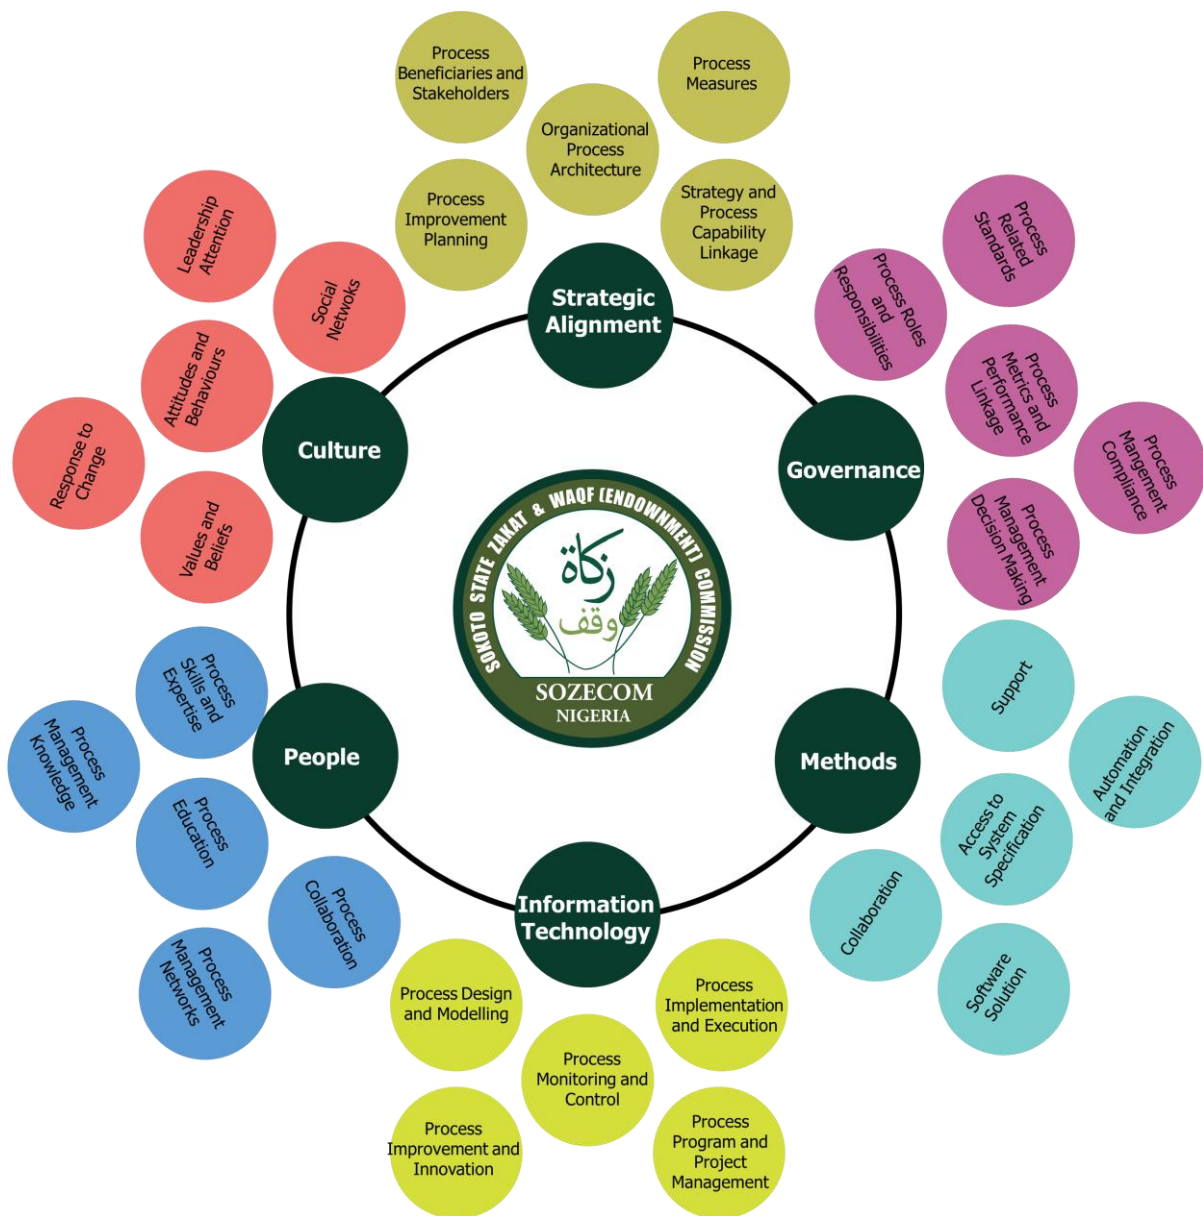 Process
Beneficiaries and
Stakeholders
Process
Measures
Organizational
Process
Architecture
Process
Improvement
Planning
Strategy and
Process
Capability
Linkage
Strategic
Alignment
Process
Related
Standards
Process Roles
and
Responsibilities
Process
Metrics and
Performance
Linkage
Process
Mangement
Compliance
Process
Management
Decision Making
Governance
Support
Automation
and Integration
Access to
System
Specification
Collaboration
Software
Solution
Methods
Information
Technology
Process Design
and Modelling
Process
Implementation
and Execution
Process
Monitoring and
Control
Process
Improvement and
Innovation
Process
Program and
Project
Management
People
Process
Skills and
Expertise
Process
Management
Knowledge
Process
Education
Process
Collaboration
Process
Management
Networks
Culture
Leadership
Attention
Social
Netwoks
Attitudes and
Behaviours
Response to
Change
Values and
Beliefs
SOKOTO STATE ZAKAT & WAQF (ENDOWNMENT) COMMISSION
زكاة
وقف
SOZECOM
NIGERIA